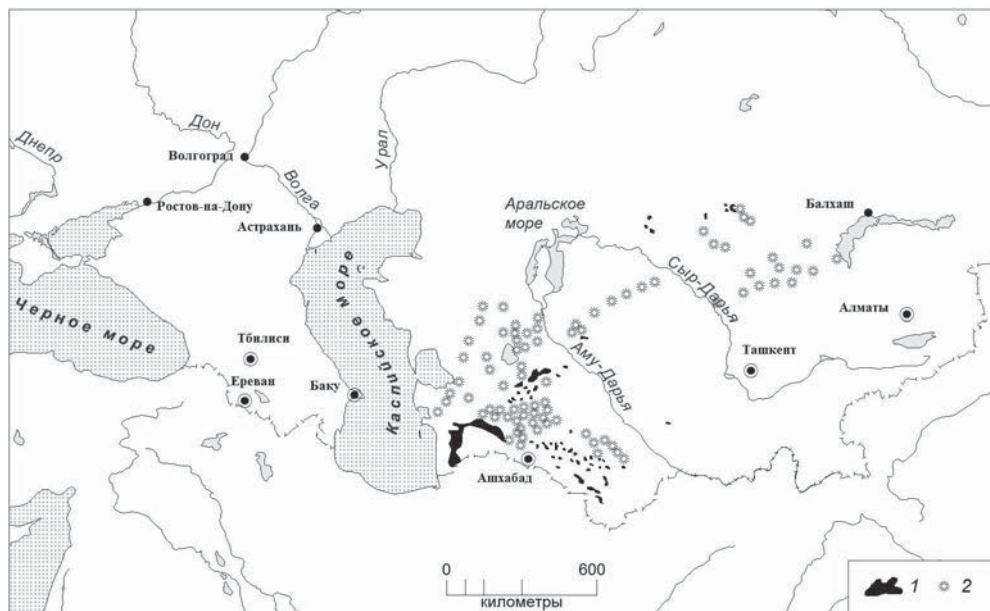 Днепр
Дон
Волгоград
Волга
Урал
Ростов-на-Дону
Астрахань
Аральское
море
Балхаш
Сыр-Дарья
Черное море
Каспийское море
Тбилиси
Ереван
Баку
Аму-Дарья
Алматы
Ташкент
Ашхабад
0 600
километры
1 2